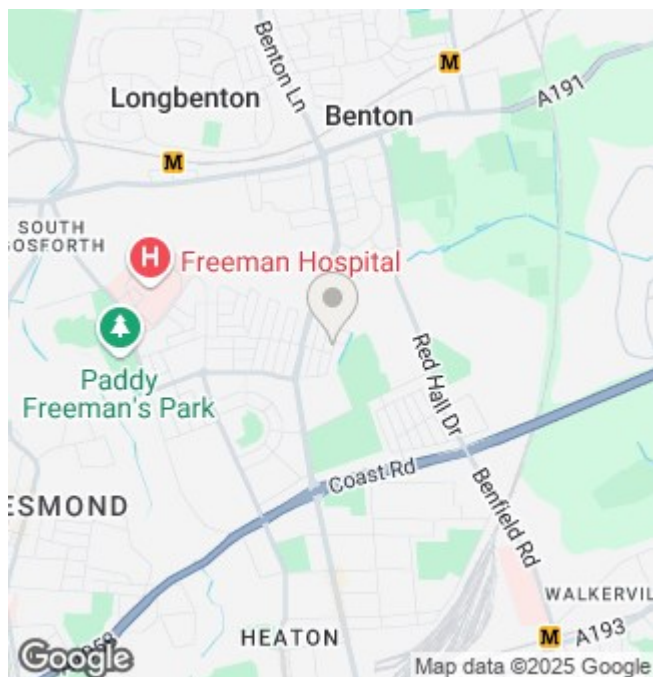 Benton Ln
M
A191
Longbenton
Benton
M
SOUTH
GOSFORTH
H
Freeman Hospital
Paddy
Freeman's Park
Red Hall Dr
Coast Rd
ESMOND
Benfield Rd
WALKERVIL
HEATON
M
A193
Google
Map data ©2025 Google